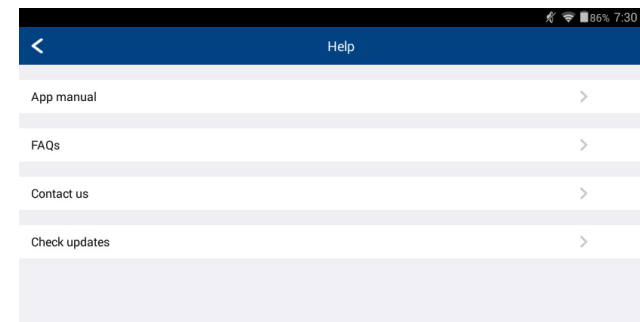 86% 7:30
Help
App manual
FAQs
Contact us
Check updates